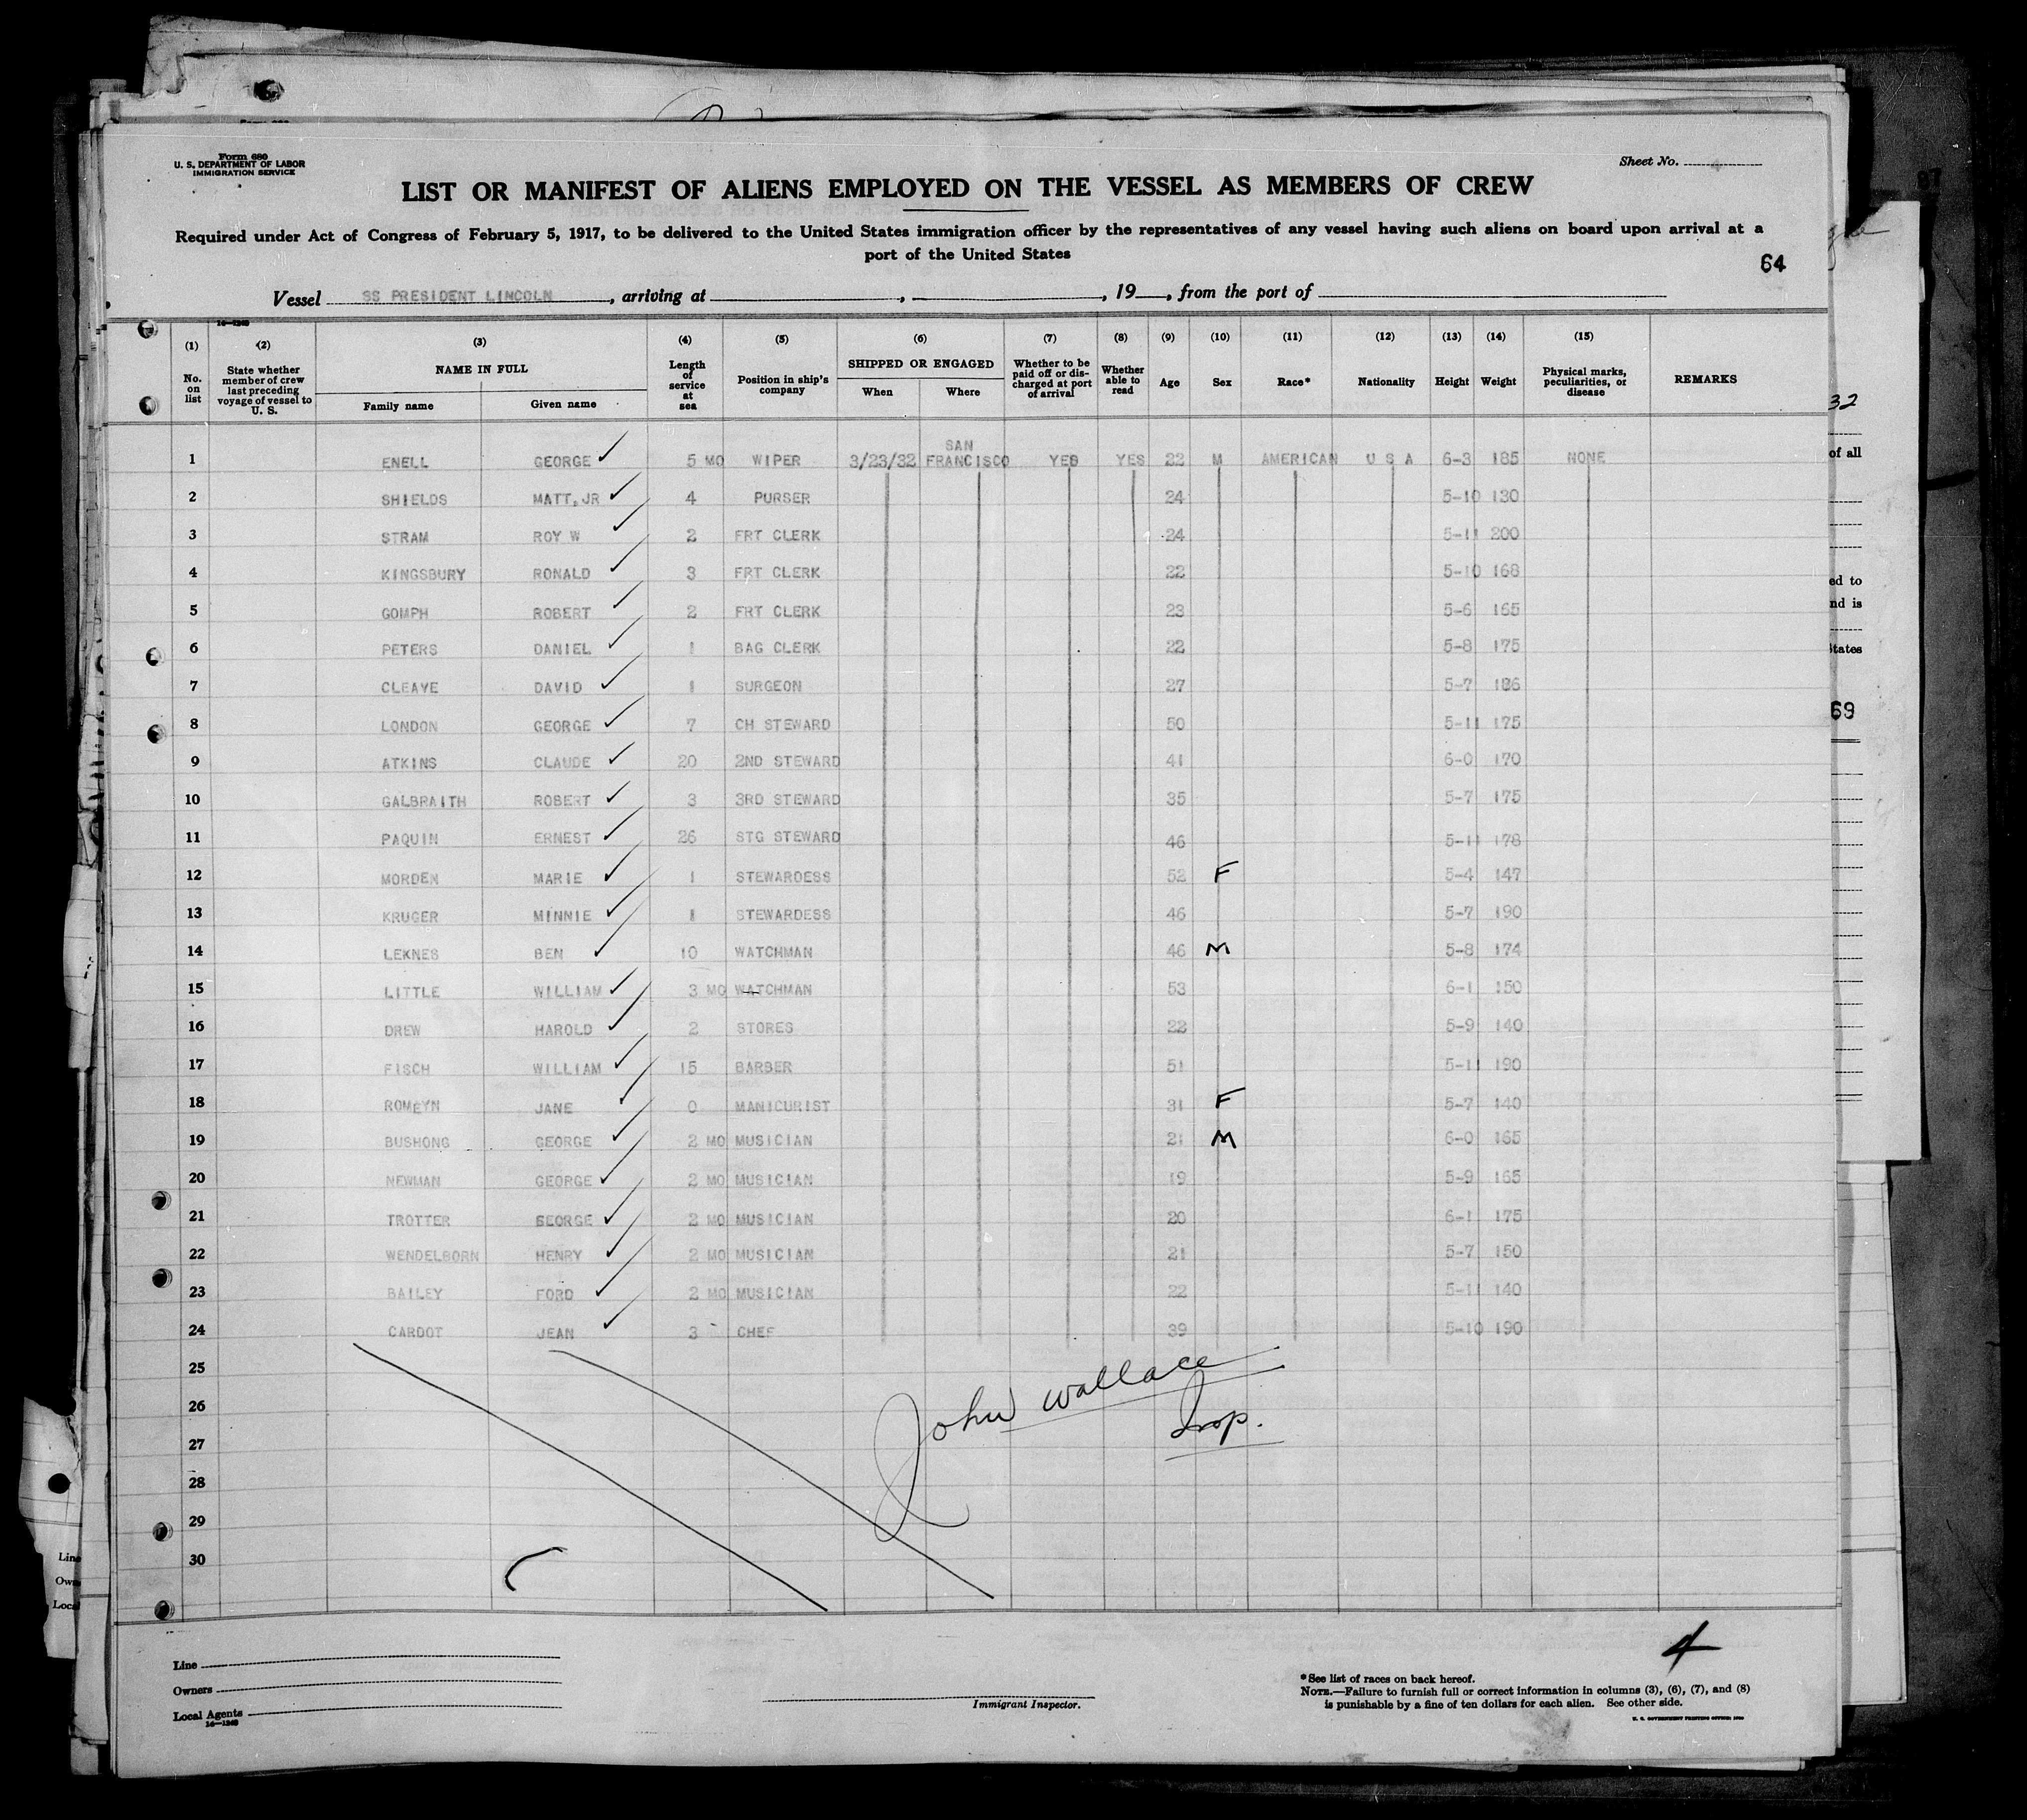 Form 680
U. S. DEPARTMENT OF LABOR
IMMIGRATION SERVICE
Sheet No.
LIST OR MANIFEST OF ALIENS EMPLOYED ON THE VESSEL AS MEMBERS OF CREW
Required under Act of Congress of February 5, 1917, to be delivered to the United States immigration officer by the representatives of any vessel having such aliens on board upon arrival at a
port of the United States
64
Vessel SS PRESIDENT LINCOLN, arriving at , , 19 , from the port of
(1) (2) (3) (4) (5) (6) (7) (8) (9) (10) (11) (12) (13) (14) (15)
No. on list State whether member of crew last preceding voyage of vessel to U. S. NAME IN FULL Family name Given name Length of service at sea Position in ship's company SHIPPED OR ENGAGED When Where Whether to be paid off or discharged at port of arrival Whether able to read Age Sex Race* Nationality Height Weight Physical marks, peculiarities, or disease REMARKS
1 ENELL GEORGE 5 MO WIPER 3/23/32 SAN FRANCISCO YES YES 22 M AMERICAN U S A 6-3 185 NONE
2 SHIELDS MATT,JR 4 PURSER 24 5-10 130
3 STRAM ROY W 2 FRT CLERK 24 5-11 200
4 KINGSBURY RONALD 3 FRT CLERK 22 5-10 168
5 GOMPH ROBERT 2 FRT CLERK 23 5-6 165
6 PETERS DANIEL 1 BAG CLERK 22 5-8 175
7 CLEAVE DAVID 1 SURGEON 27 5-7 186
8 LONDON GEORGE 7 CH STEWARD 50 5-11 175
9 ATKINS CLAUDE 20 2ND STEWARD 41 6-0 170
10 GALBRAITH ROBERT 3 3RD STEWARD 35 5-7 175
11 PAQUIN ERNEST 26 STG STEWARD 46 5-11 178
12 MORDEN MARIE 1 STEWARDESS 52 F 5-4 147
13 KRUGER MINNIE 1 STEWARDESS 46 5-7 190
14 LEKNES BEN 10 WATCHMAN 46 M 5-8 174
15 LITTLE WILLIAM 3 MO WATCHMAN 53 6-1 150
16 DREW HAROLD 2 STORES 22 5-9 140
17 FISCH WILLIAM 15 BARBER 51 5-11 190
18 ROMEYN JANE 0 MANICURIST 31 F 5-7 140
19 BUSHONG GEORGE 2 MO MUSICIAN 21 M 6-0 165
20 NEWMAN GEORGE 2 MO MUSICIAN 19 5-9 165
21 TROTTER GEORGE 2 MO MUSICIAN 20 6-1 175
22 WENDELBORN HENRY 2 MO MUSICIAN 21 5-7 150
23 BAILEY FORD 2 MO MUSICIAN 22 5-11 140
24 CARDOT JEAN 3 CHEF 39 5-10 190
25
John Wallace
26
Insp.
27
28
29
30
4
Line
Owners
Local Agents
14—1240
Immigrant Inspector.
*See list of races on back hereof.
NOTE.—Failure to furnish full or correct information in columns (3), (6), (7), and (8)
is punishable by a fine of ten dollars for each alien. See other side.
32
of all
ed to
nd is
States
69